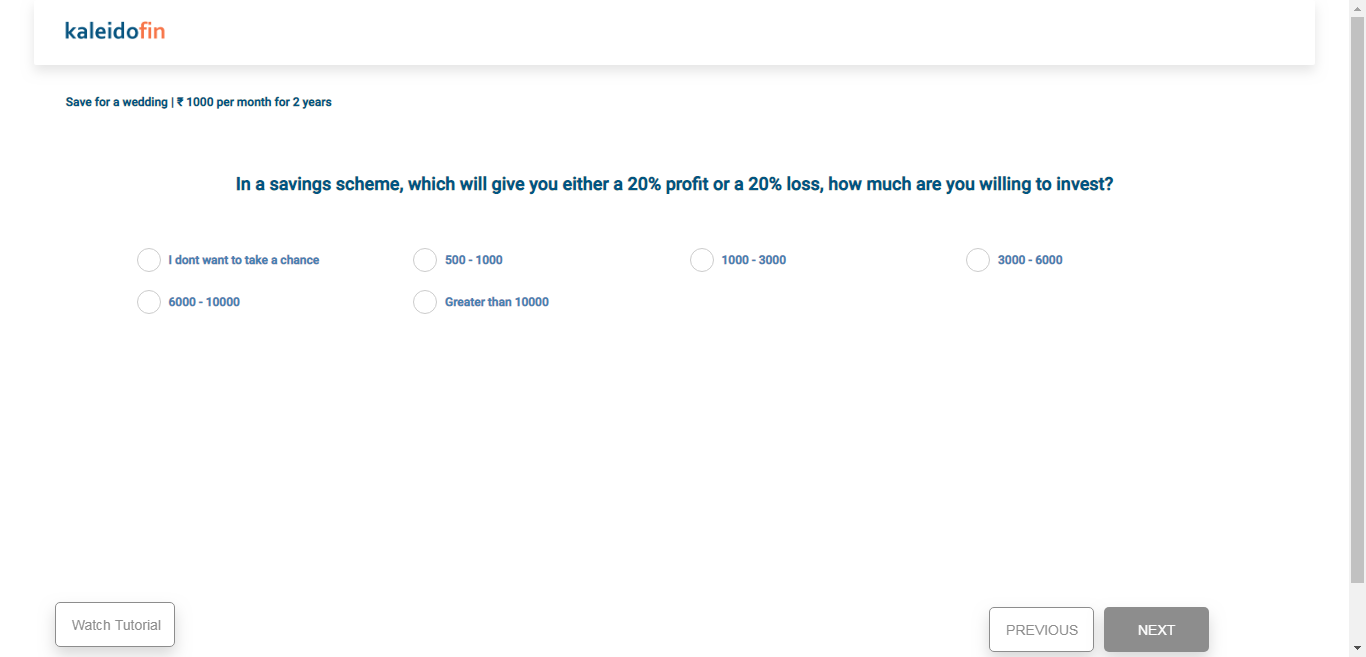 kaleidofin
Save for a wedding | ₹ 1000 per month for 2 years
In a savings scheme, which will give you either a 20% profit or a 20% loss, how much are you willing to invest?
I dont want to take a chance
500 - 1000
1000 - 3000
3000 - 6000
6000 - 10000
Greater than 10000
Watch Tutorial
PREVIOUS
NEXT